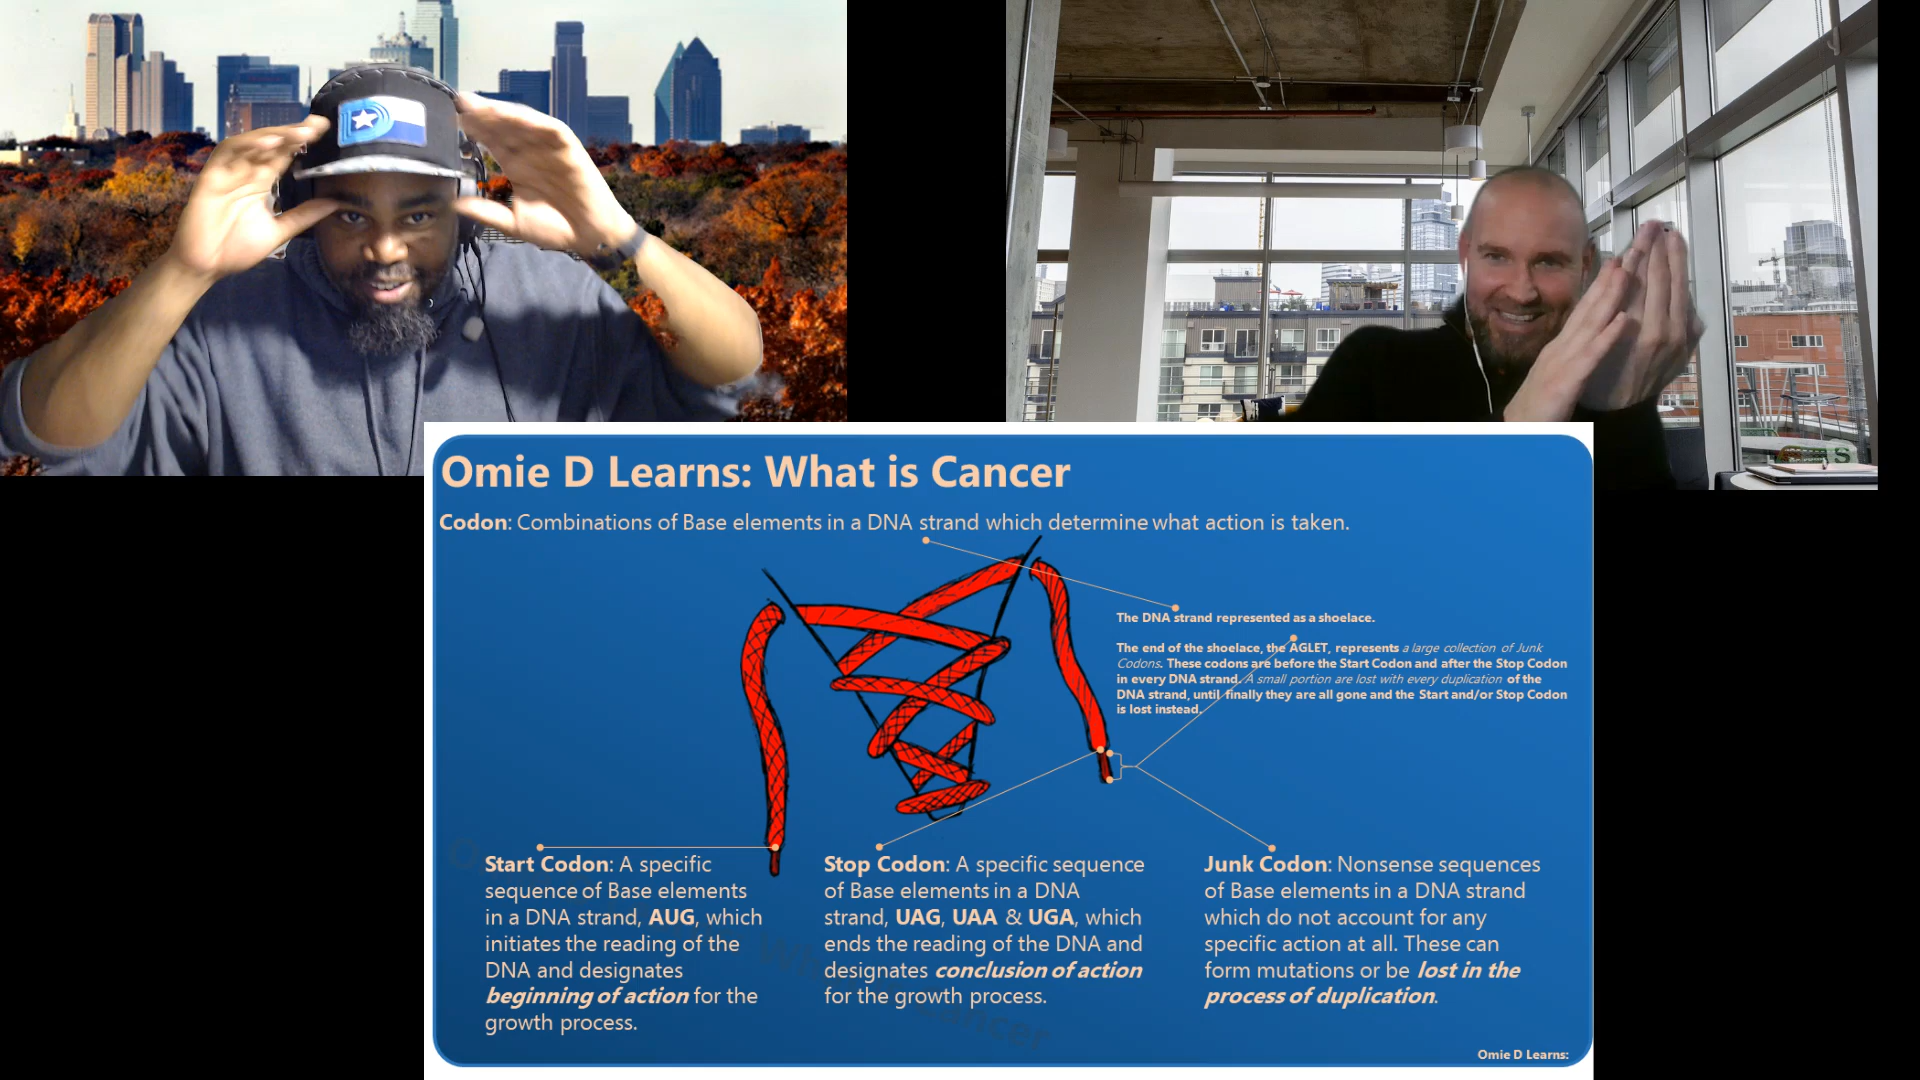 Omie D Learns: What is Cancer
Codon: Combinations of Base elements in a DNA strand which determine what action is taken.
The DNA strand represented as a shoelace.
The end of the shoelace, the AGLET, represents a large collection of Junk
Codons. These codons are before the Start Codon and after the Stop Codon
in every DNA strand. A small portion are lost with every duplication of the
DNA strand, until finally they are all gone and the Start and/or Stop Codon
is lost instead.
Start Codon: A specific
sequence of Base elements
in a DNA strand, AUG, which
initiates the reading of the
DNA and designates
beginning of action for the
growth process.
Stop Codon: A specific sequence
of Base elements in a DNA
strand, UAG, UAA & UGA, which
ends the reading of the DNA and
designates conclusion of action
for the growth process.
Junk Codon: Nonsense sequences
of Base elements in a DNA strand
which do not account for any
specific action at all. These can
form mutations or be lost in the
process of duplication.
Omie D Learns: